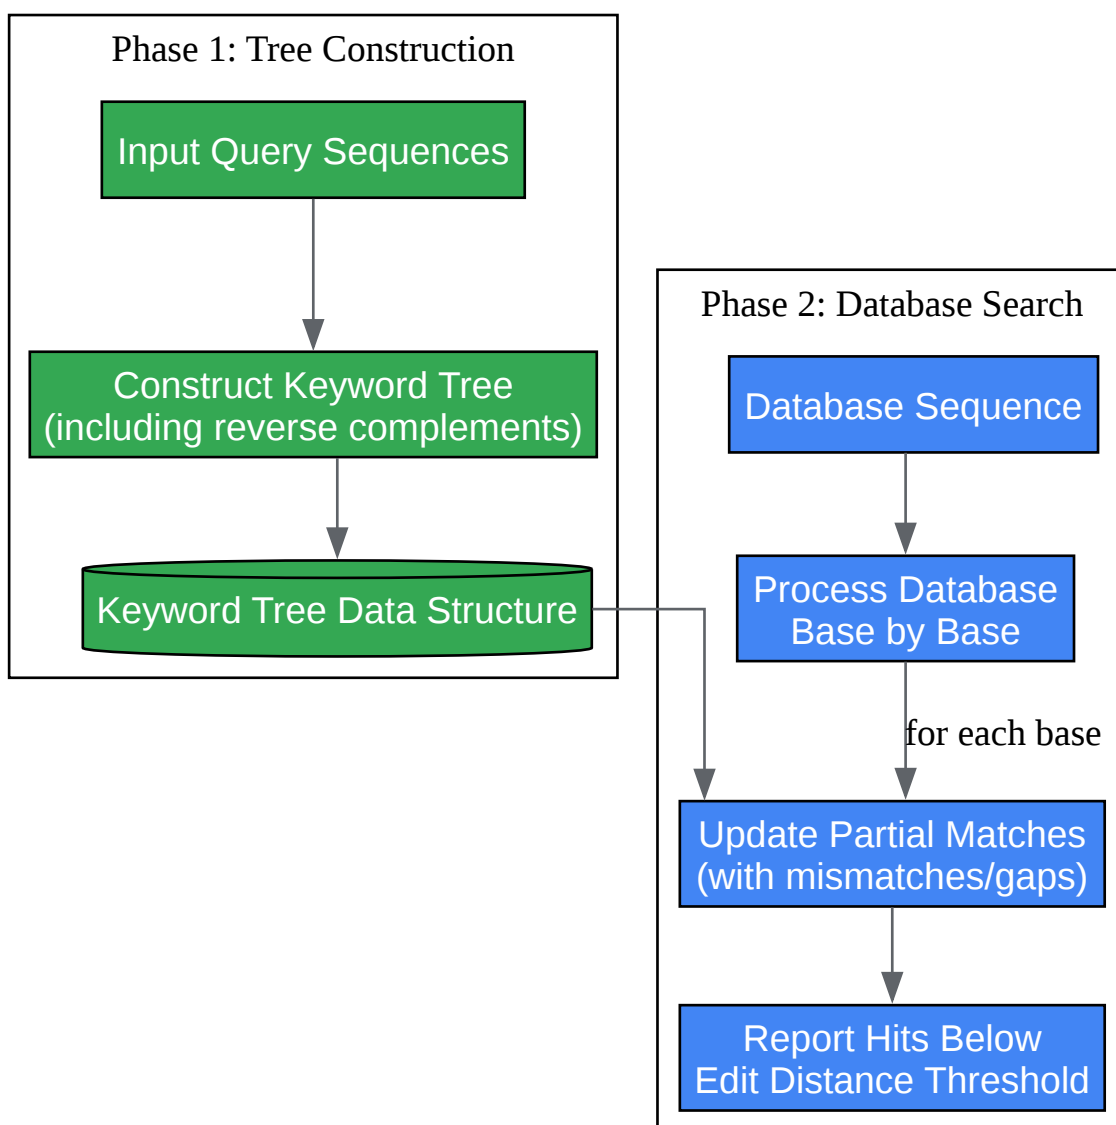 Phase 1: Tree Construction
Input Query Sequences
Construct Keyword Tree
(including reverse complements)
Keyword Tree Data Structure
Phase 2: Database Search
Database Sequence
Process Database
Base by Base
for each base
Update Partial Matches
(with mismatches/gaps)
Report Hits Below
Edit Distance Threshold